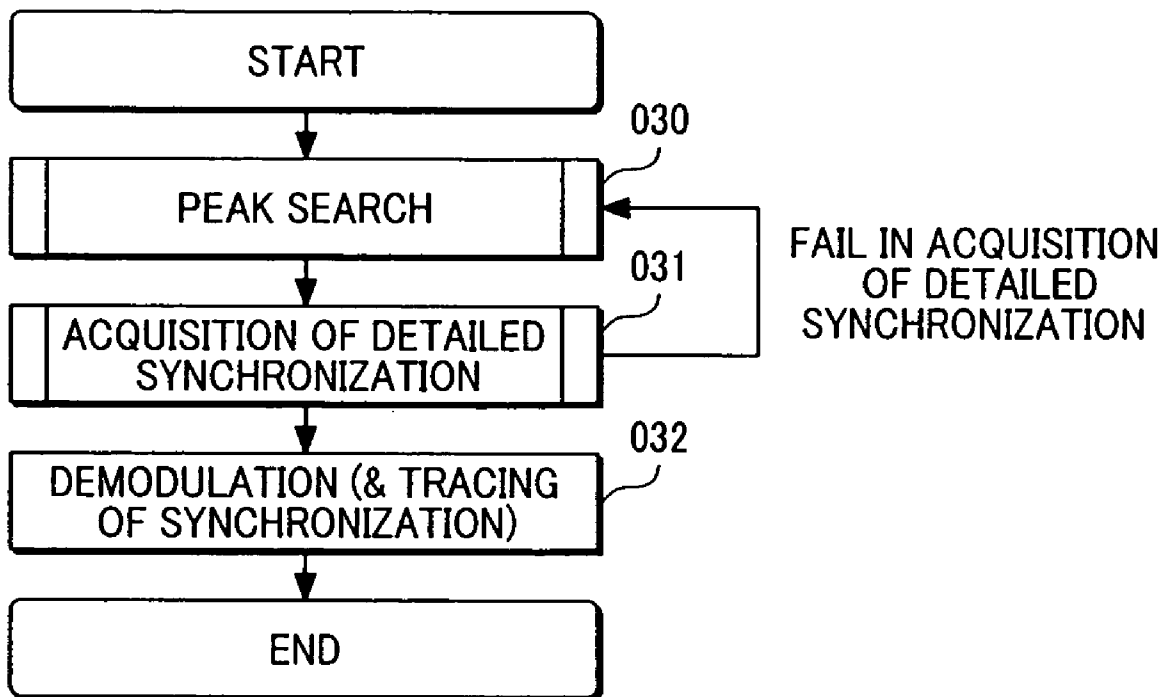 START
030
PEAK SEARCH
FAIL IN ACQUISITION
OF DETAILED
SYNCHRONIZATION
031
ACQUISITION OF DETAILED
SYNCHRONIZATION
032
DEMODULATION (& TRACING
OF SYNCHRONIZATION)
END